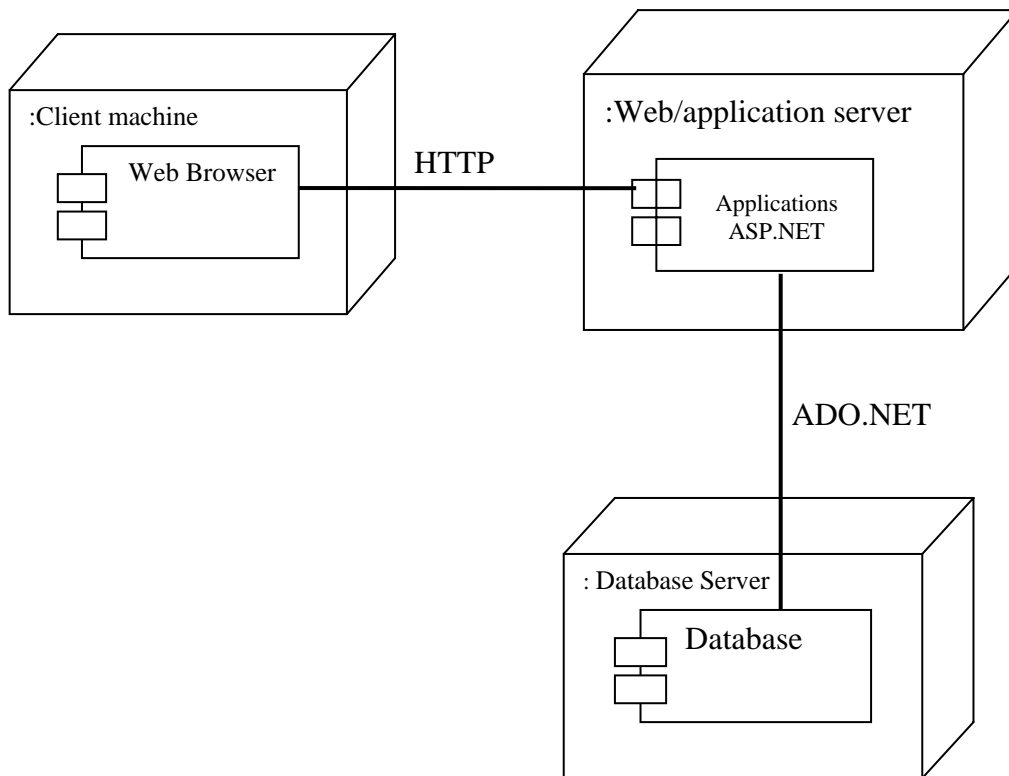 :Client machine
Web Browser
HTTP
:Web/application server
Applications
ASP.NET
ADO.NET
: Database Server
Database